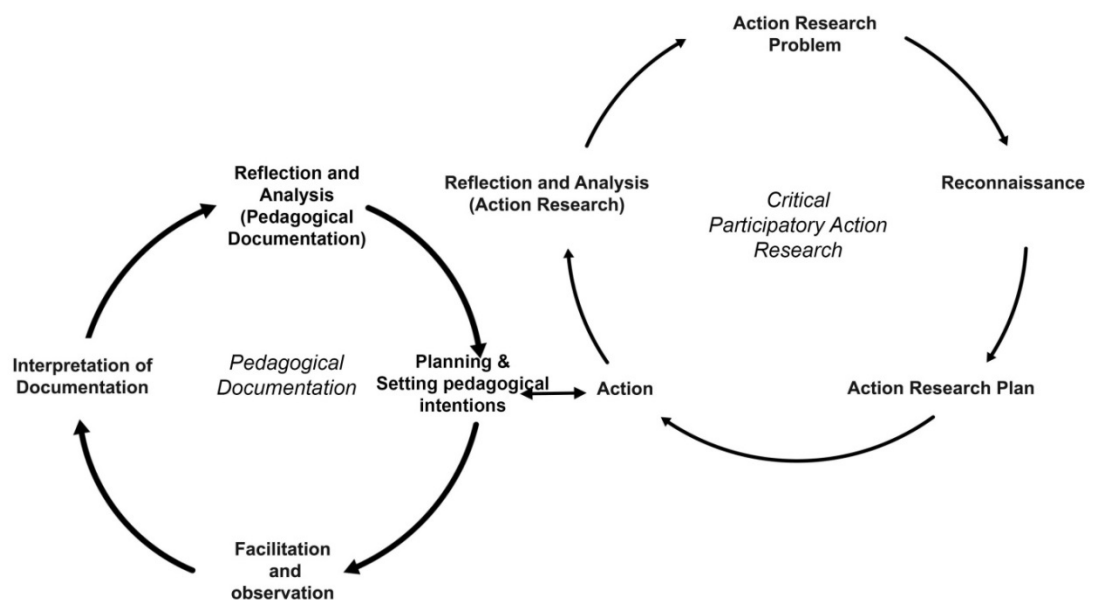 Action Research
Problem
Reflection and Analysis
(Action Research)
Reconnaissance
Critical
Participatory Action
Research
Action Research Plan
Action
Reflection and
Analysis
(Pedagogical
Documentation)
Planning &
Setting pedagogical
intentions
Interpretation of
Documentation
Pedagogical
Documentation
Facilitation
and
observation